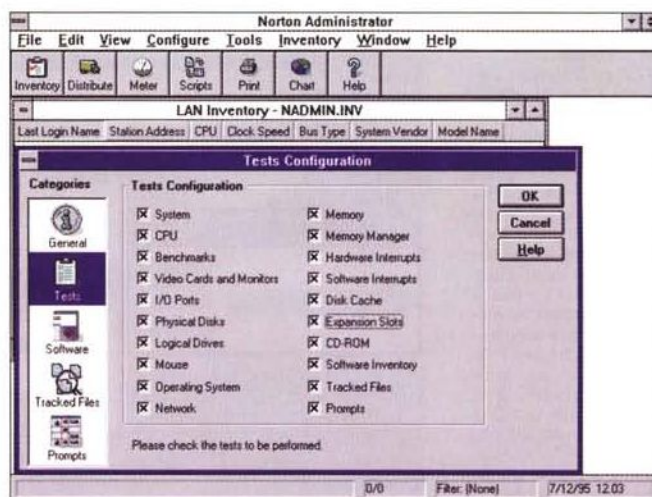 Norton Administrator
File Edit View Configure Tools Inventory Window Help
Inventory Distribute Meter Scripts Print Chart Help
LAN Inventory - NADMIN.INV
Last Login Name Station Address CPU Clock Speed Bus Type System Vendor Model Name
Tests Configuration
Categories
General
Tests
Software
Tracked Files
Prompts
Tests Configuration
System
CPU
Benchmarks
Video Cards and Monitors
I/O Ports
Physical Disks
Logical Drives
Mouse
Operating System
Network
Memory
Memory Manager
Hardware Interrupts
Software Interrupts
Disk Cache
Expansion Slots
CD-ROM
Software Inventory
Tracked Files
Prompts
Please check the tests to be performed.
OK
Cancel
Help
0/0 Filter: (None) 7/12/95 12:03